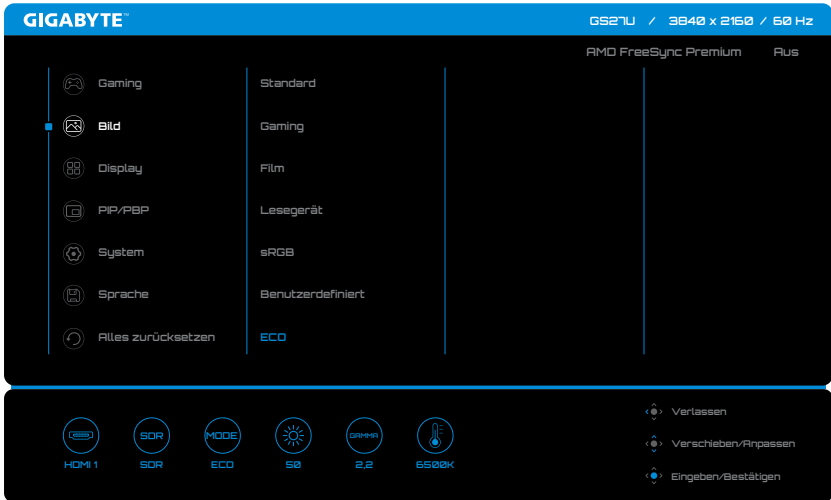 GIGABYTE™
GS27U / 3840 x 2160 / 60 Hz
AMD FreeSync Premium Aus
Gaming Standard
Bild Gaming
Display Film
PIP/PBP Lesegerät
System sRGB
Sprache Benutzerdefiniert
Alles zurücksetzen ECO
Verlassen
SDR MODE GAMMA
Verschieben/Anpassen
HDMI 1 SDR ECO 50 2,2 6500K
Eingeben/Bestätigen